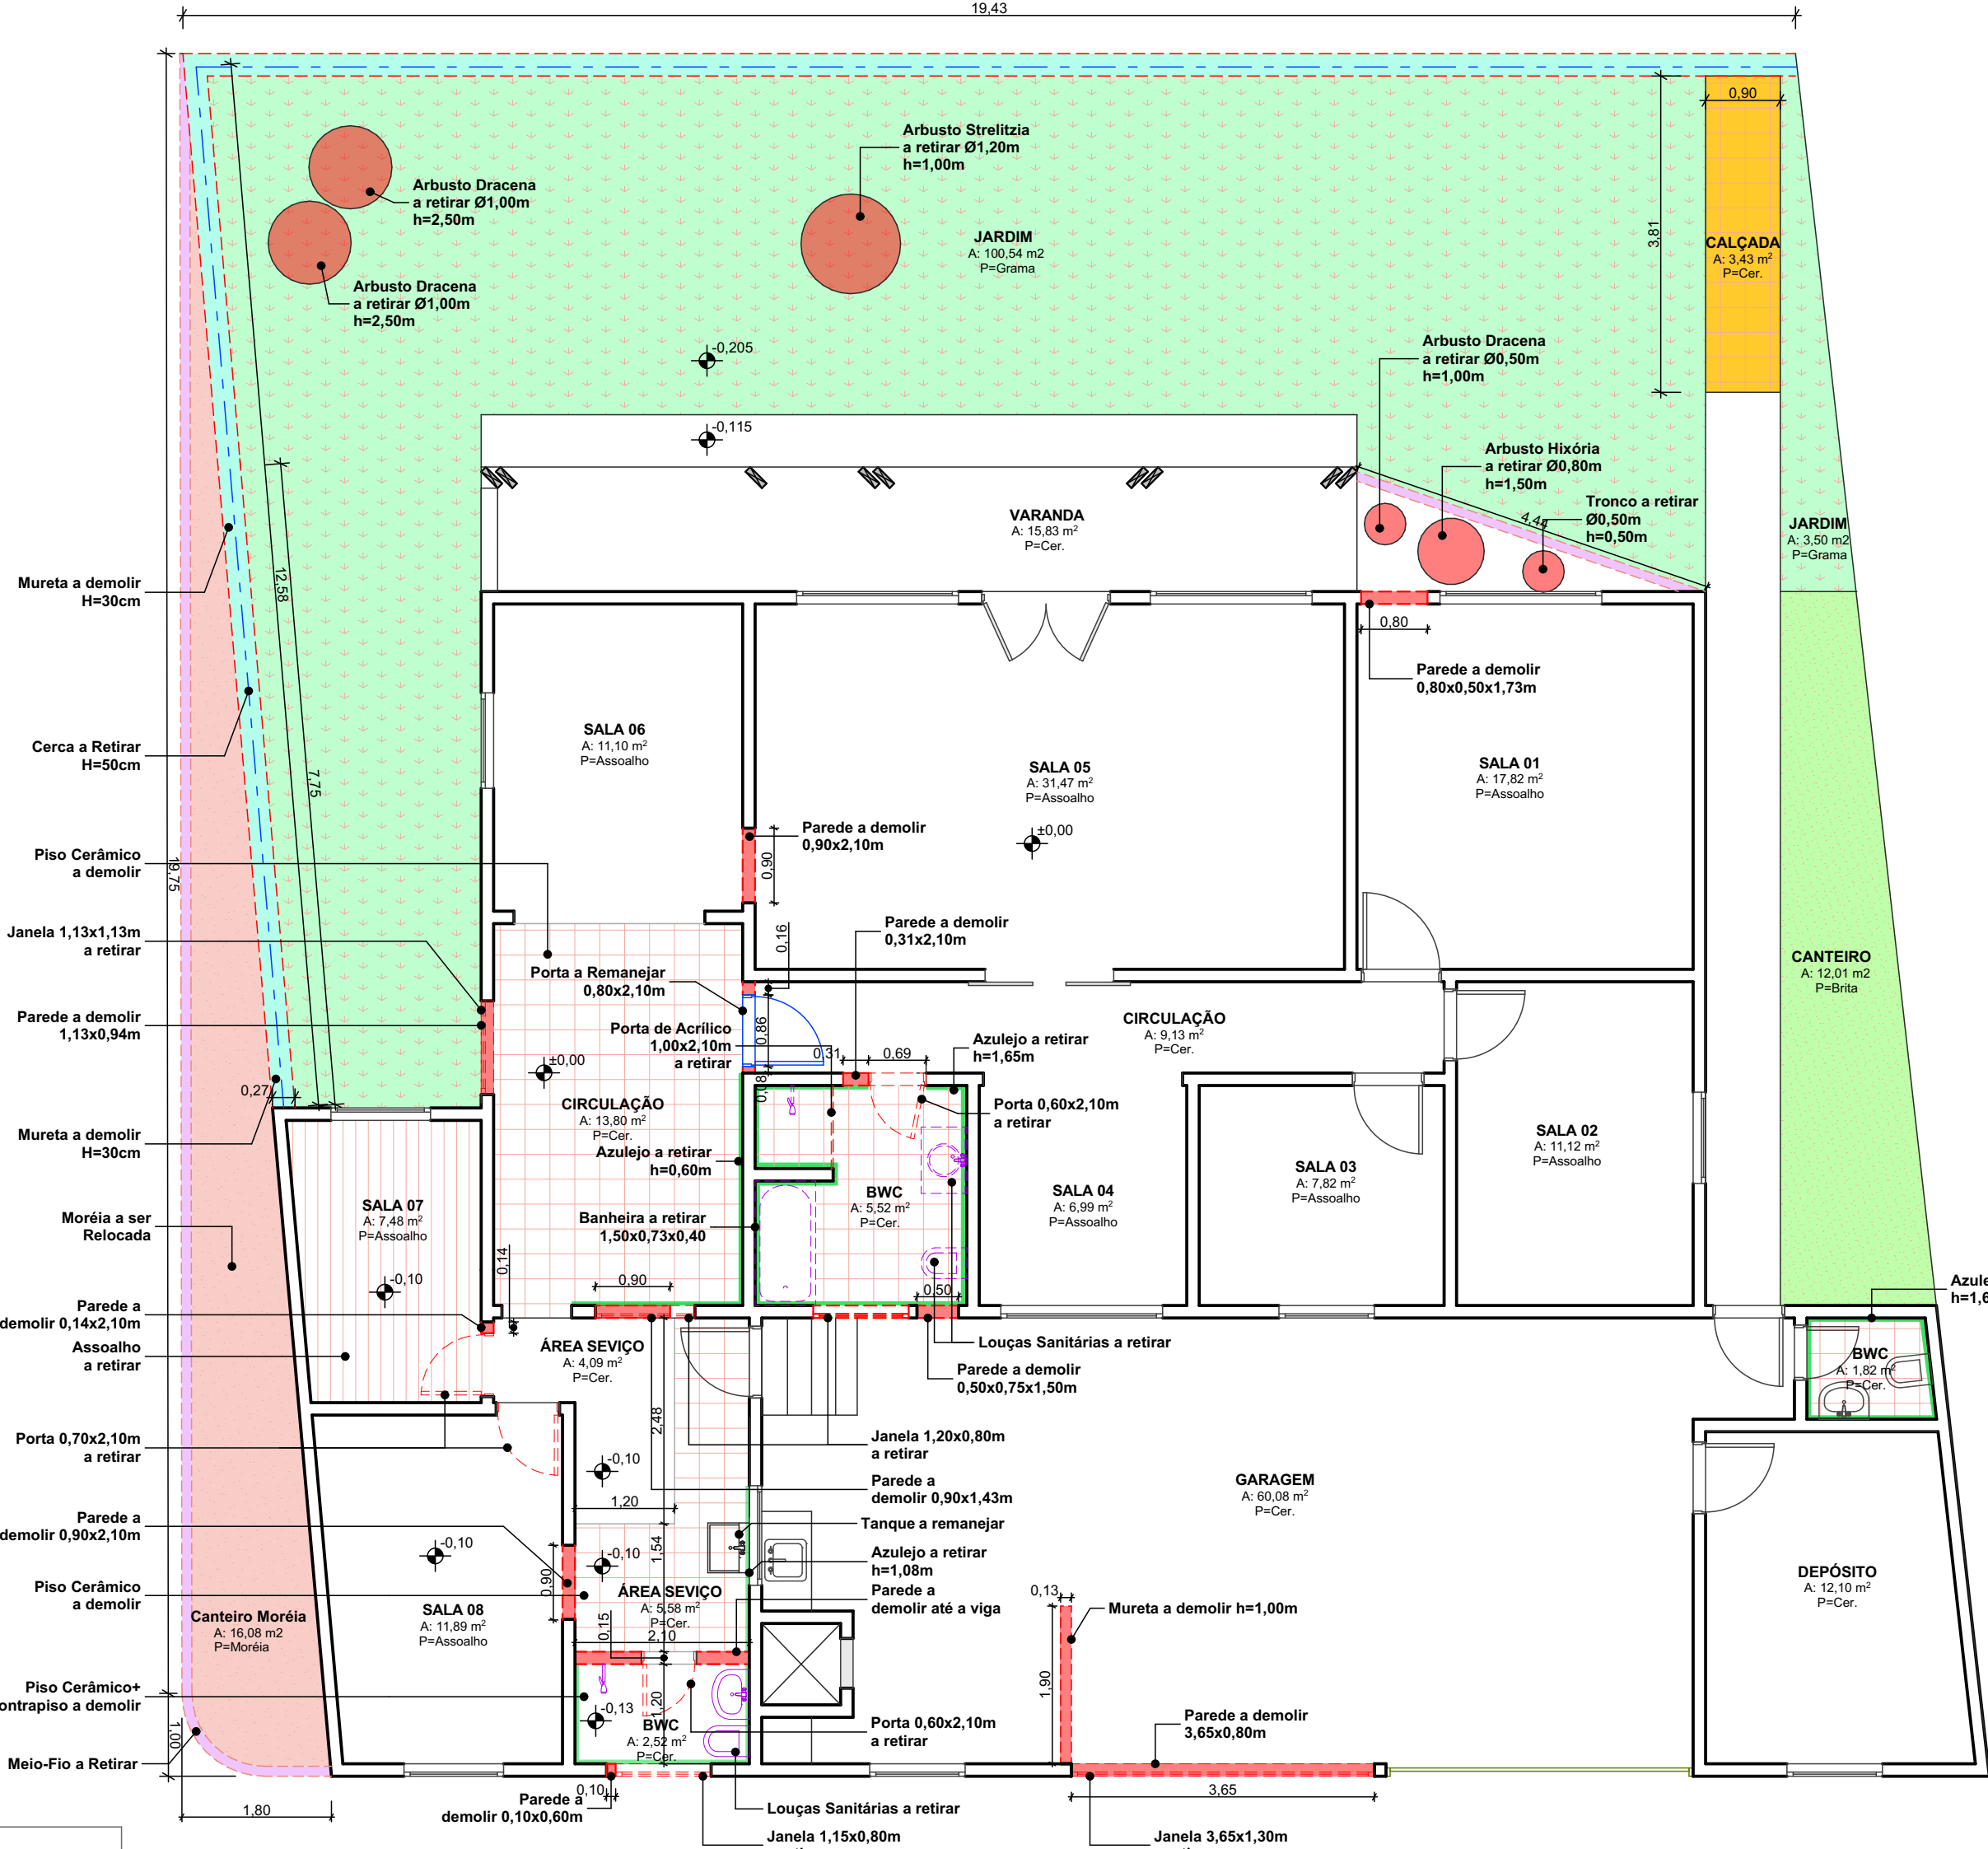 19,43
0,90
Arbusto Strelitzia
a retirar Ø1,20m
h=1,00m
Arbusto Dracena
a retirar Ø1,00m
h=2,50m
JARDIM
A: 100,54 m2
P=Grama
3,81
CALÇADA
A: 3,43 m²
P=Cer.
Arbusto Dracena
a retirar Ø1,00m
h=2,50m
-0,205
Arbusto Dracena
a retirar Ø0,50m
h=1,00m
-0,115
Arbusto Hixória
a retirar Ø0,80m
h=1,50m
Tronco a retirar
Ø0,50m
h=0,50m
4,44
VARANDA
A: 15,83 m²
P=Cer.
JARDIM
A: 3,50 m2
P=Grama
Mureta a demolir
H=30cm
12,58
0,80
Parede a demolir
0,80x0,50x1,73m
Cerca a Retirar
H=50cm
7,75
SALA 06
A: 11,10 m²
P=Assoalho
SALA 05
A: 31,47 m²
P=Assoalho
±0,00
SALA 01
A: 17,82 m²
P=Assoalho
Parede a demolir
0,90x2,10m
0,90
Piso Cerâmico
a demolir
19,75
Janela 1,13x1,13m
a retirar
Parede a demolir
0,31x2,10m
0,16
Porta a Remanejar
0,80x2,10m
CANTEIRO
A: 12,01 m2
P=Brita
Parede a demolir
1,13x0,94m
Porta de Acrílico
1,00x2,10m
a retirar
0,86
CIRCULAÇÃO
A: 9,13 m²
P=Cer.
Azulejo a retirar
h=1,65m
0,31
0,69
±0,00
0,08
0,27
CIRCULAÇÃO
A: 13,80 m²
P=Cer.
Porta 0,60x2,10m
a retirar
Mureta a demolir
H=30cm
Azulejo a retirar
h=0,60m
SALA 02
A: 11,12 m²
P=Assoalho
SALA 03
A: 7,82 m²
P=Assoalho
SALA 04
A: 6,99 m²
P=Assoalho
BWC
A: 5,52 m²
P=Cer.
SALA 07
A: 7,48 m²
P=Assoalho
Moréia a ser
Relocada
Banheira a retirar
1,50x0,73x0,40
0,14
-0,10
0,90
0,50
Azule
h=1,6
Parede a
demolir 0,14x2,10m
Assoalho
a retirar
ÁREA SEVIÇO
A: 4,09 m²
P=Cer.
Louças Sanitárias a retirar
Parede a demolir
0,50x0,75x1,50m
BWC
A: 1,82 m²
P=Cer.
2,48
Porta 0,70x2,10m
a retirar
Janela 1,20x0,80m
a retirar
-0,10
Parede a
demolir 0,90x1,43m
GARAGEM
A: 60,08 m²
P=Cer.
1,20
Parede a
demolir 0,90x2,10m
Tanque a remanejar
-0,10
-0,10
1,54
Azulejo a retirar
h=1,08m
0,90
Piso Cerâmico
a demolir
ÁREA SEVIÇO
A: 5,58 m²
P=Cer.
Parede a
demolir até a viga
0,13
Mureta a demolir h=1,00m
DEPÓSITO
A: 12,10 m²
P=Cer.
Canteiro Moréia
A: 16,08 m2
P=Moréia
SALA 08
A: 11,89 m²
P=Assoalho
0,15
2,10
1,90
Piso Cerâmico+
ontrapiso a demolir
-0,13
1,20
BWC
A: 2,52 m²
P=Cer.
Porta 0,60x2,10m
a retirar
Parede a demolir
3,65x0,80m
1,00
Meio-Fio a Retirar
1,80
0,10
Parede a
demolir 0,10x0,60m
3,65
Louças Sanitárias a retirar
Janela 1,15x0,80m
Janela 3,65x1,30m